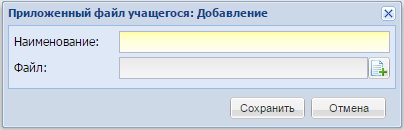 Приложенный файл учащегося: Добавление
Наименование:
Файл:
Сохранить Отмена